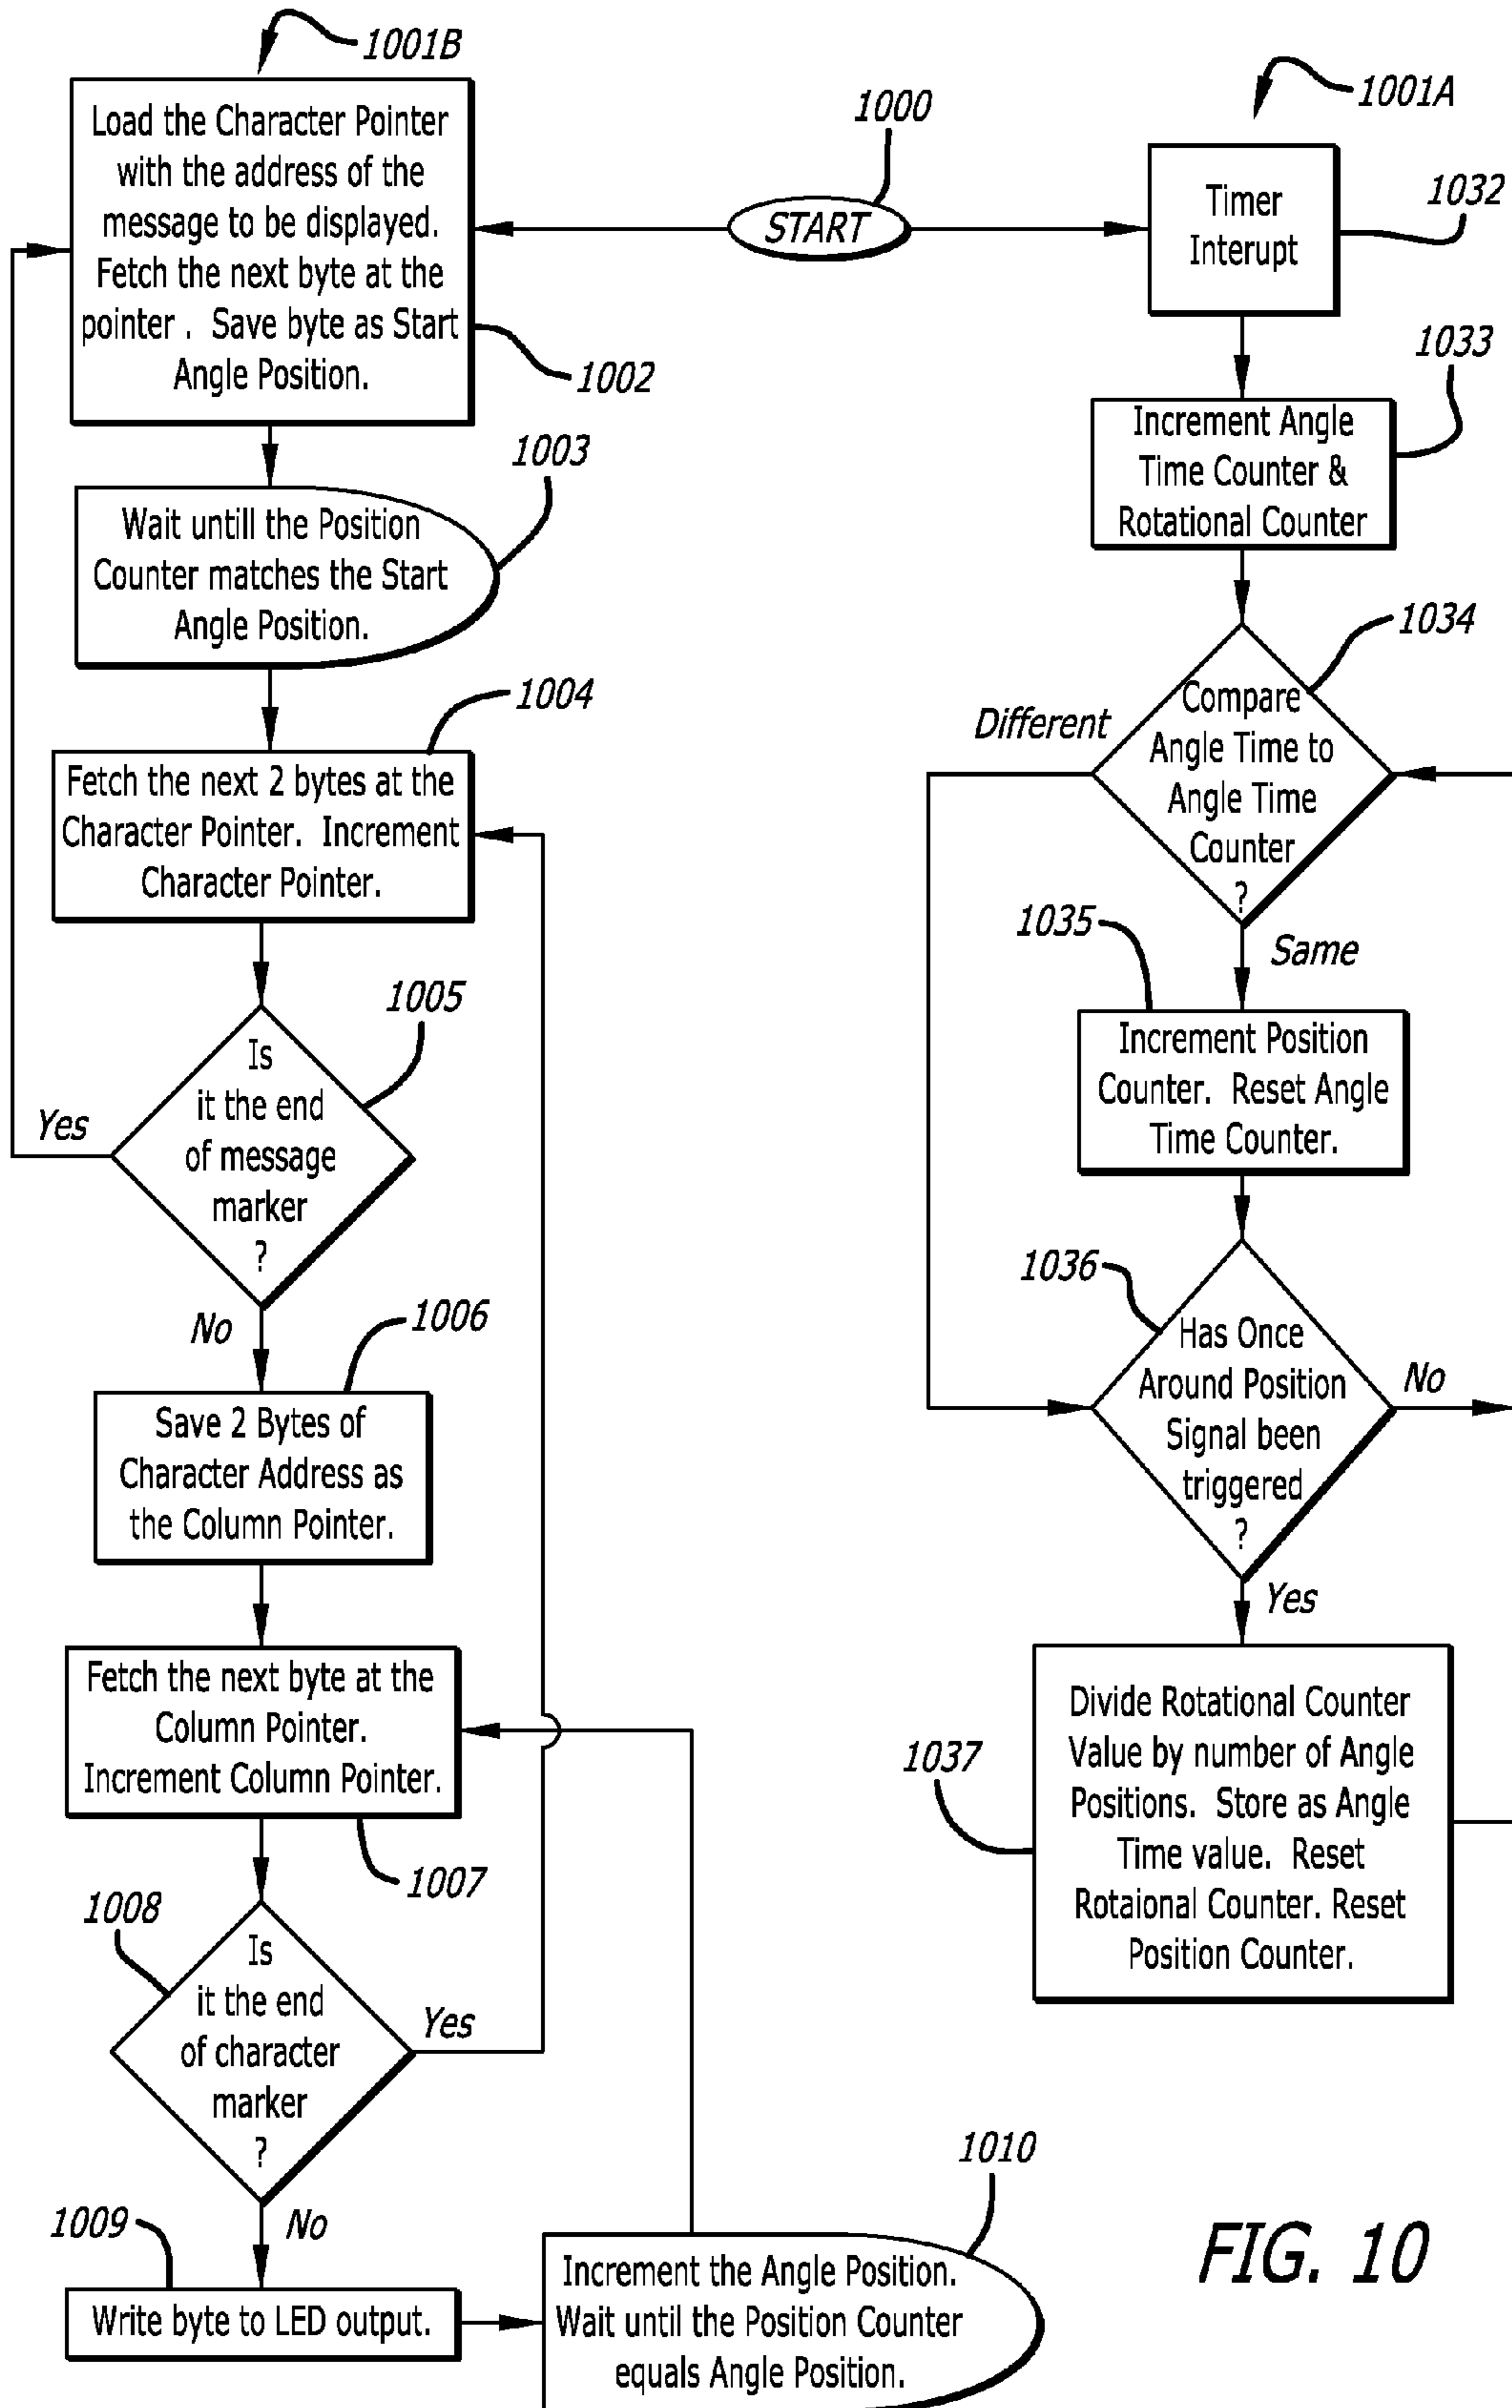 1001B
Load the Character Pointer
with the address of the
message to be displayed.
Fetch the next byte at the
pointer . Save byte as Start
Angle Position.
1002
1003
Wait untill the Position
Counter matches the Start
Angle Position.
1004
Fetch the next 2 bytes at the
Character Pointer. Increment
Character Pointer.
1005
Is
it the end
of message
marker
?
Yes
No
1006
Save 2 Bytes of
Character Address as
the Column Pointer.
Fetch the next byte at the
Column Pointer.
Increment Column Pointer.
1007
1008
Is
it the end
of character
marker
?
Yes
No
1009
Write byte to LED output.
1010
Increment the Angle Position.
Wait until the Position Counter
equals Angle Position.
1000
START
1001A
Timer
Interupt
1032
1033
Increment Angle
Time Counter &
Rotational Counter
1034
Compare
Angle Time to
Angle Time
Counter
?
Different
Same
1035
Increment Position
Counter. Reset Angle
Time Counter.
1036
Has Once
Around Position
Signal been
triggered
?
No
Yes
1037
Divide Rotational Counter
Value by number of Angle
Positions. Store as Angle
Time value. Reset
Rotaional Counter. Reset
Position Counter.
FIG. 10